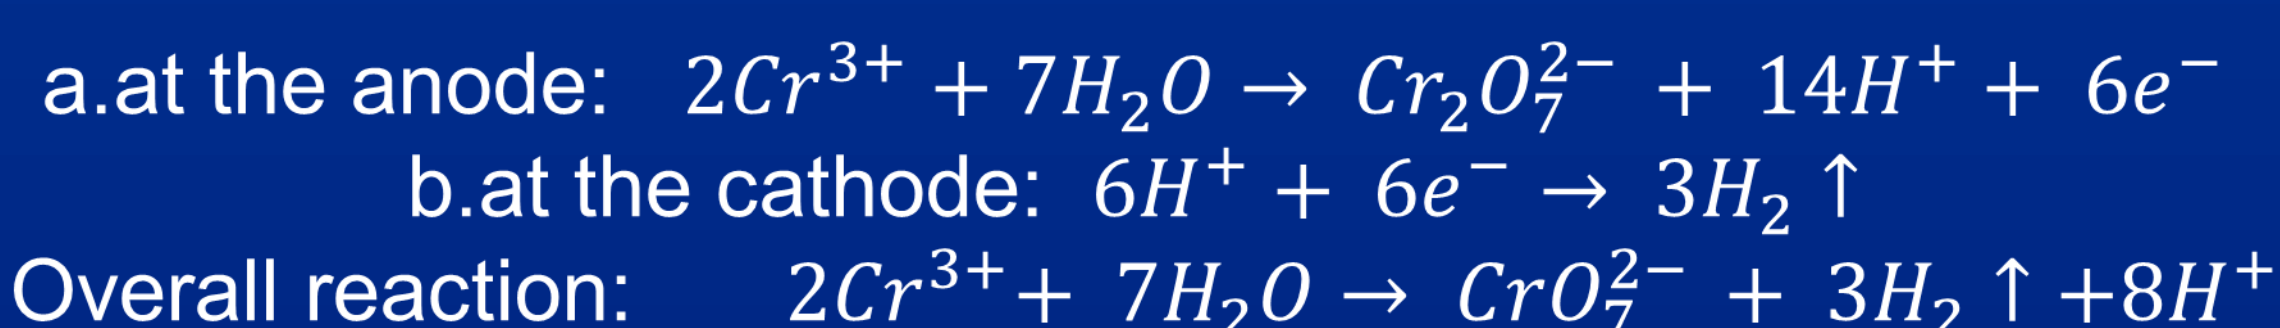 a.at the anode: 2Cr³⁺ + 7H₂O → Cr₂O₇²⁻ + 14H⁺ + 6e⁻
b.at the cathode: 6H⁺ + 6e⁻ → 3H₂ ↑
Overall reaction: 2Cr³⁺ + 7H₂O → CrO₇²⁻ + 3H₂ ↑ +8H⁺